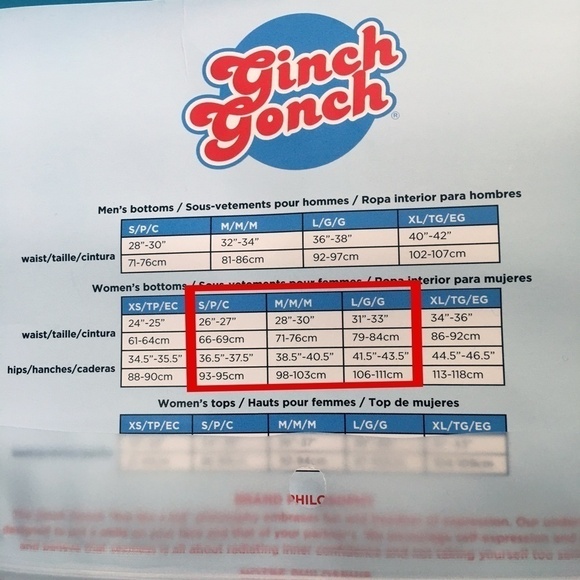 Ginch
Gonch®
Men's bottoms / Sous-vetements pour hommes / Ropa interior para hombres
S/P/C M/M/M L/G/G XL/TG/EG
28"-30" 32"-34" 36"-38" 40"-42"
waist/taille/cintura 71-76cm 81-86cm 92-97cm 102-107cm
Women's bottoms / Sous-vetements pour femmes / Ropa interior para mujeres
XS/TP/EC S/P/C M/M/M L/G/G XL/TG/EG
24"-25" 26"-27" 28"-30" 31"-33" 34"-36"
waist/taille/cintura 61-64cm 66-69cm 71-76cm 79-84cm 86-92cm
34.5"-35.5" 36.5"-37.5" 38.5"-40.5" 41.5"-43.5" 44.5"-46.5"
hips/hanches/caderas 88-90cm 93-95cm 98-103cm 106-111cm 113-118cm
Women's tops / Hauts pour femmes / Top de mujeres
XS/TP/EC S/P/C M/M/M L/G/G XL/TG/EG
BRAND PHILOSOPHY